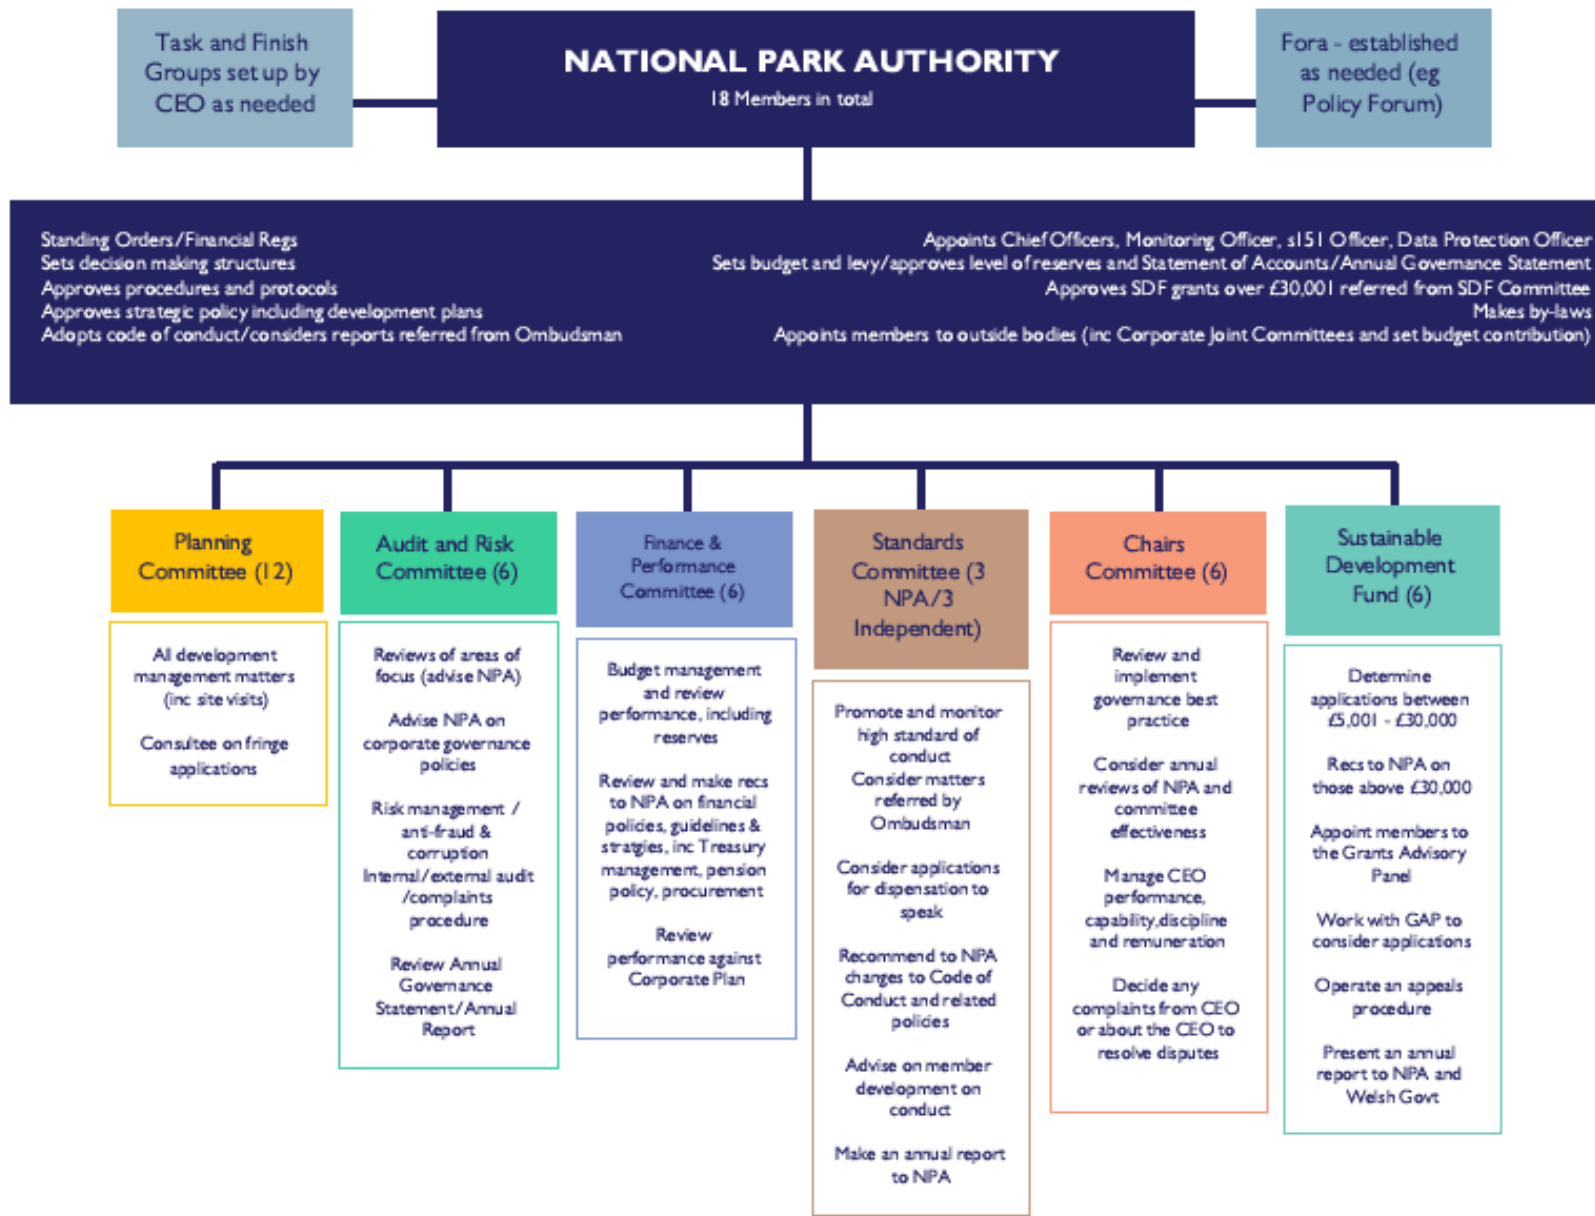 Task and Finish
Groups set up by
CEO as needed
NATIONAL PARK AUTHORITY
18 Members in total
Fora - established
as needed (eg
Policy Forum)
Standing Orders/Financial Regs
Sets decision making structures
Approves procedures and protocols
Approves strategic policy including development plans
Adopts code of conduct/considers reports referred from Ombudsman
Appoints Chief Officers, Monitoring Officer, s151 Officer, Data Protection Officer
Sets budget and levy/approves level of reserves and Statement of Accounts/Annual Governance Statement
Approves SDF grants over £30,001 referred from SDF Committee
Makes by-laws
Appoints members to outside bodies (inc Corporate Joint Committees and set budget contribution)
Planning
Committee (12)
All development
management matters
(inc site visits)
Consultee on fringe
applications
Audit and Risk
Committee (6)
Reviews of areas of
focus (advise NPA)
Advise NPA on
corporate governance
policies
Risk management /
anti-fraud &
corruption
Internal/external audit
/complaints
procedure
Review Annual
Governance
Statement/Annual
Report
Finance &
Performance
Committee (6)
Budget management
and review
performance, including
reserves
Review and make recs
to NPA on financial
policies, guidelines &
stratgies, inc Treasury
management, pension
policy, procurement
Review
performance against
Corporate Plan
Standards
Committee (3
NPA/3
Independent)
Promote and monitor
high standard of
conduct
Consider matters
referred by
Ombudsman
Consider applications
for dispensation to
speak
Recommend to NPA
changes to Code of
Conduct and related
policies
Advise on member
development on
conduct
Make an annual report
to NPA
Chairs
Committee (6)
Review and
implement
governance best
practice
Consider annual
reviews of NPA and
committee
effectiveness
Manage CEO
performance,
capability,discipline
and remuneration
Decide any
complaints from CEO
or about the CEO to
resolve disputes
Sustainable
Development
Fund (6)
Determine
applications between
£5,001 - £30,000
Recs to NPA on
those above £30,000
Appoint members to
the Grants Advisory
Panel
Work with GAP to
consider applications
Operate an appeals
procedure
Present an annual
report to NPA and
Welsh Govt